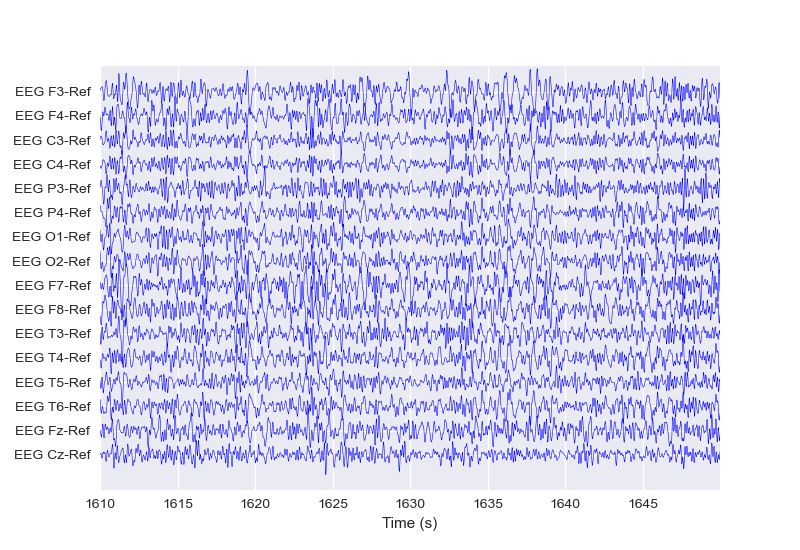 EEG F3-Ref
EEG F4-Ref
EEG C3-Ref
EEG C4-Ref
EEG P3-Ref
EEG P4-Ref
EEG O1-Ref
EEG O2-Ref
EEG F7-Ref
EEG F8-Ref
EEG T3-Ref
EEG T4-Ref
EEG T5-Ref
EEG T6-Ref
EEG Fz-Ref
EEG Cz-Ref
1610 1615 1620 1625 1630 1635 1640 1645
Time (s)